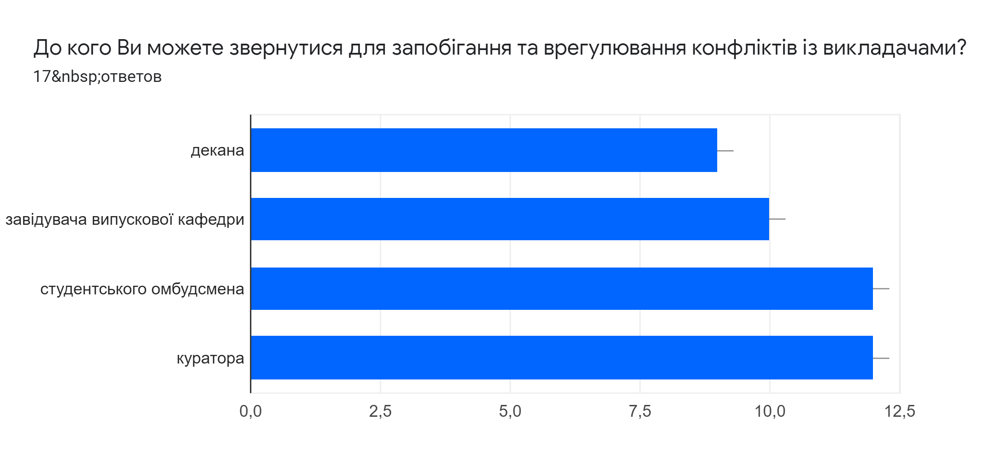 До кого Ви можете звернутися для запобігання та врегулювання конфліктів із викладачами?
17&nbsp;ответов
декана
завідувача випускової кафедри
студентського омбудсмена
куратора
0,0 2,5 5,0 7,5 10,0 12,5